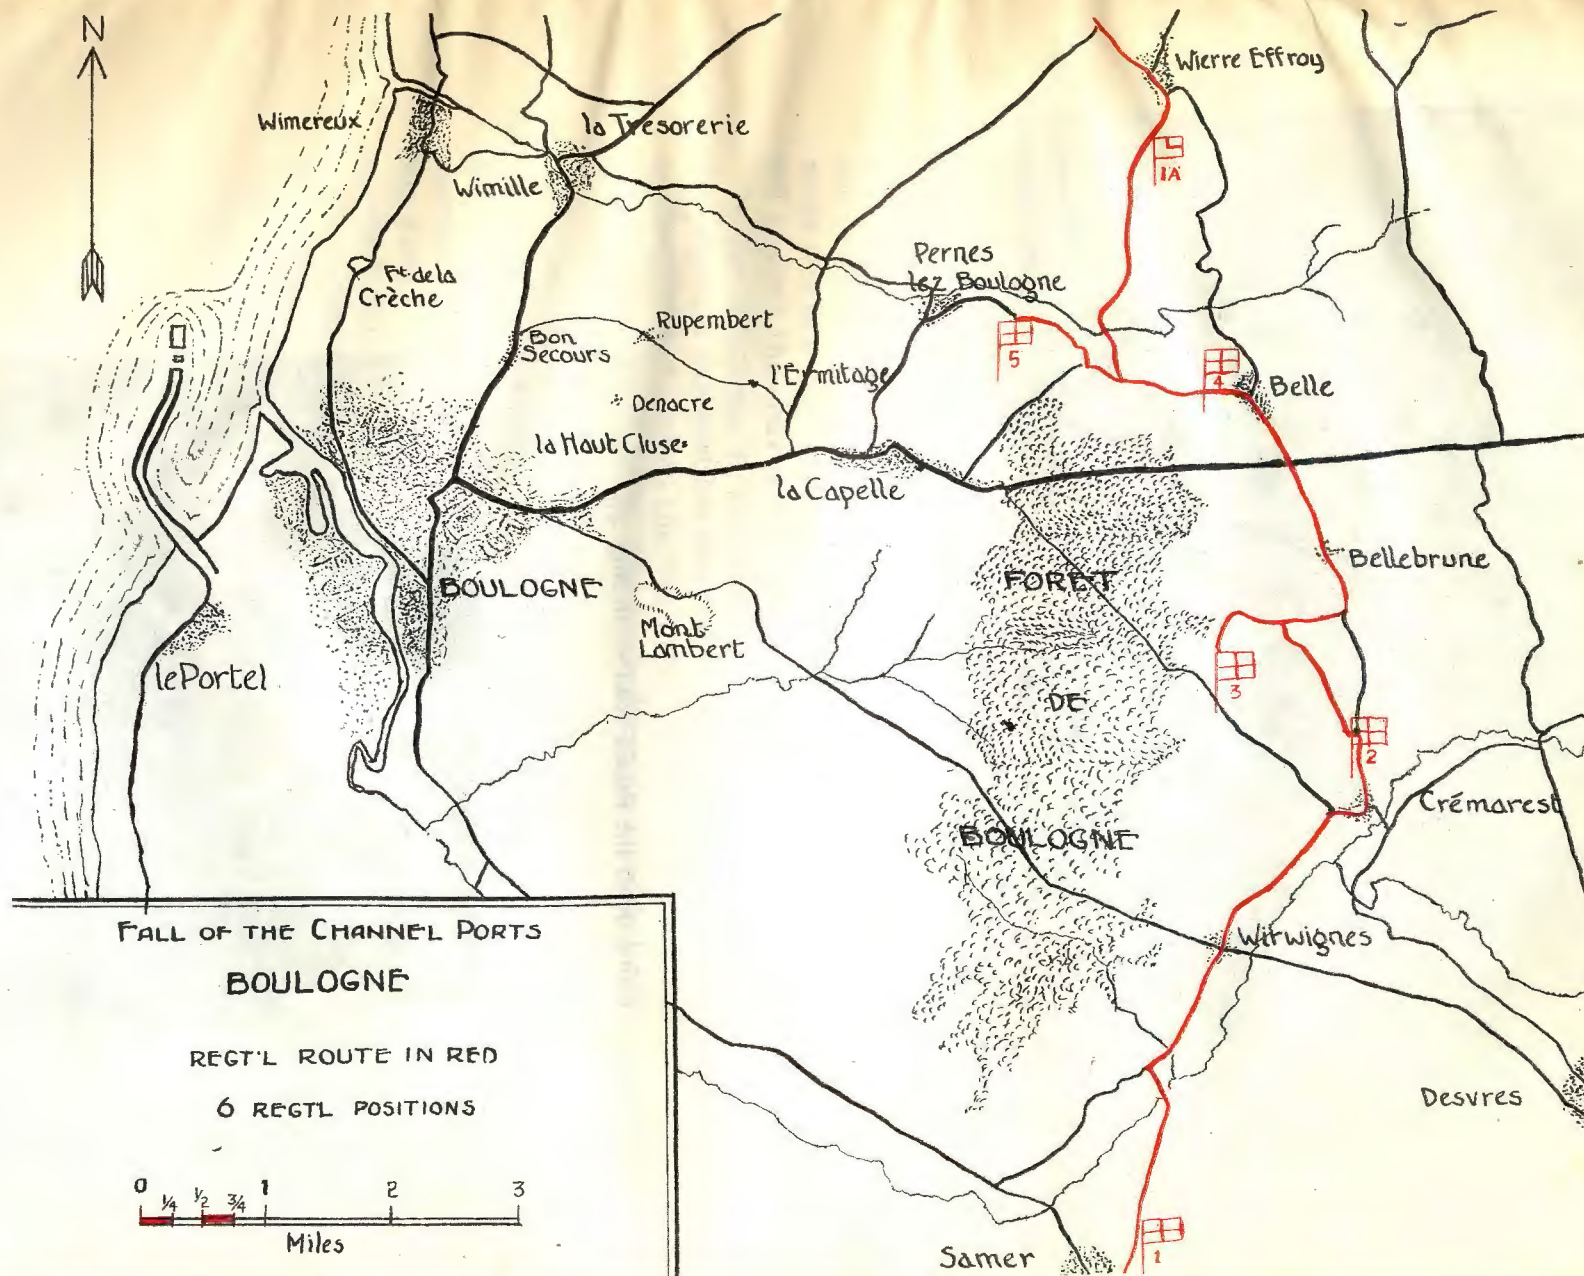 N
Wierre Effroy
Wimereux
la Tresorerie
1A
Wimille
Pernes
lez Boulogne
Ft. de la
Crèche
Rupembert
Bon
Secours
5
l'Ermitage
4
Belle
Denacre
la Haut Cluse
la Capelle
Bellebrune
FORET
BOULOGNE
Mont
Lambert
le Portel
3
DE
2
Crémarest
BOULOGNE
Wirwignes
FALL OF THE CHANNEL PORTS
BOULOGNE
REGT'L ROUTE IN RED
6 REGTL POSITIONS
Desvres
0 1/4 1/2 3/4 1 2 3
Miles
Samer
1